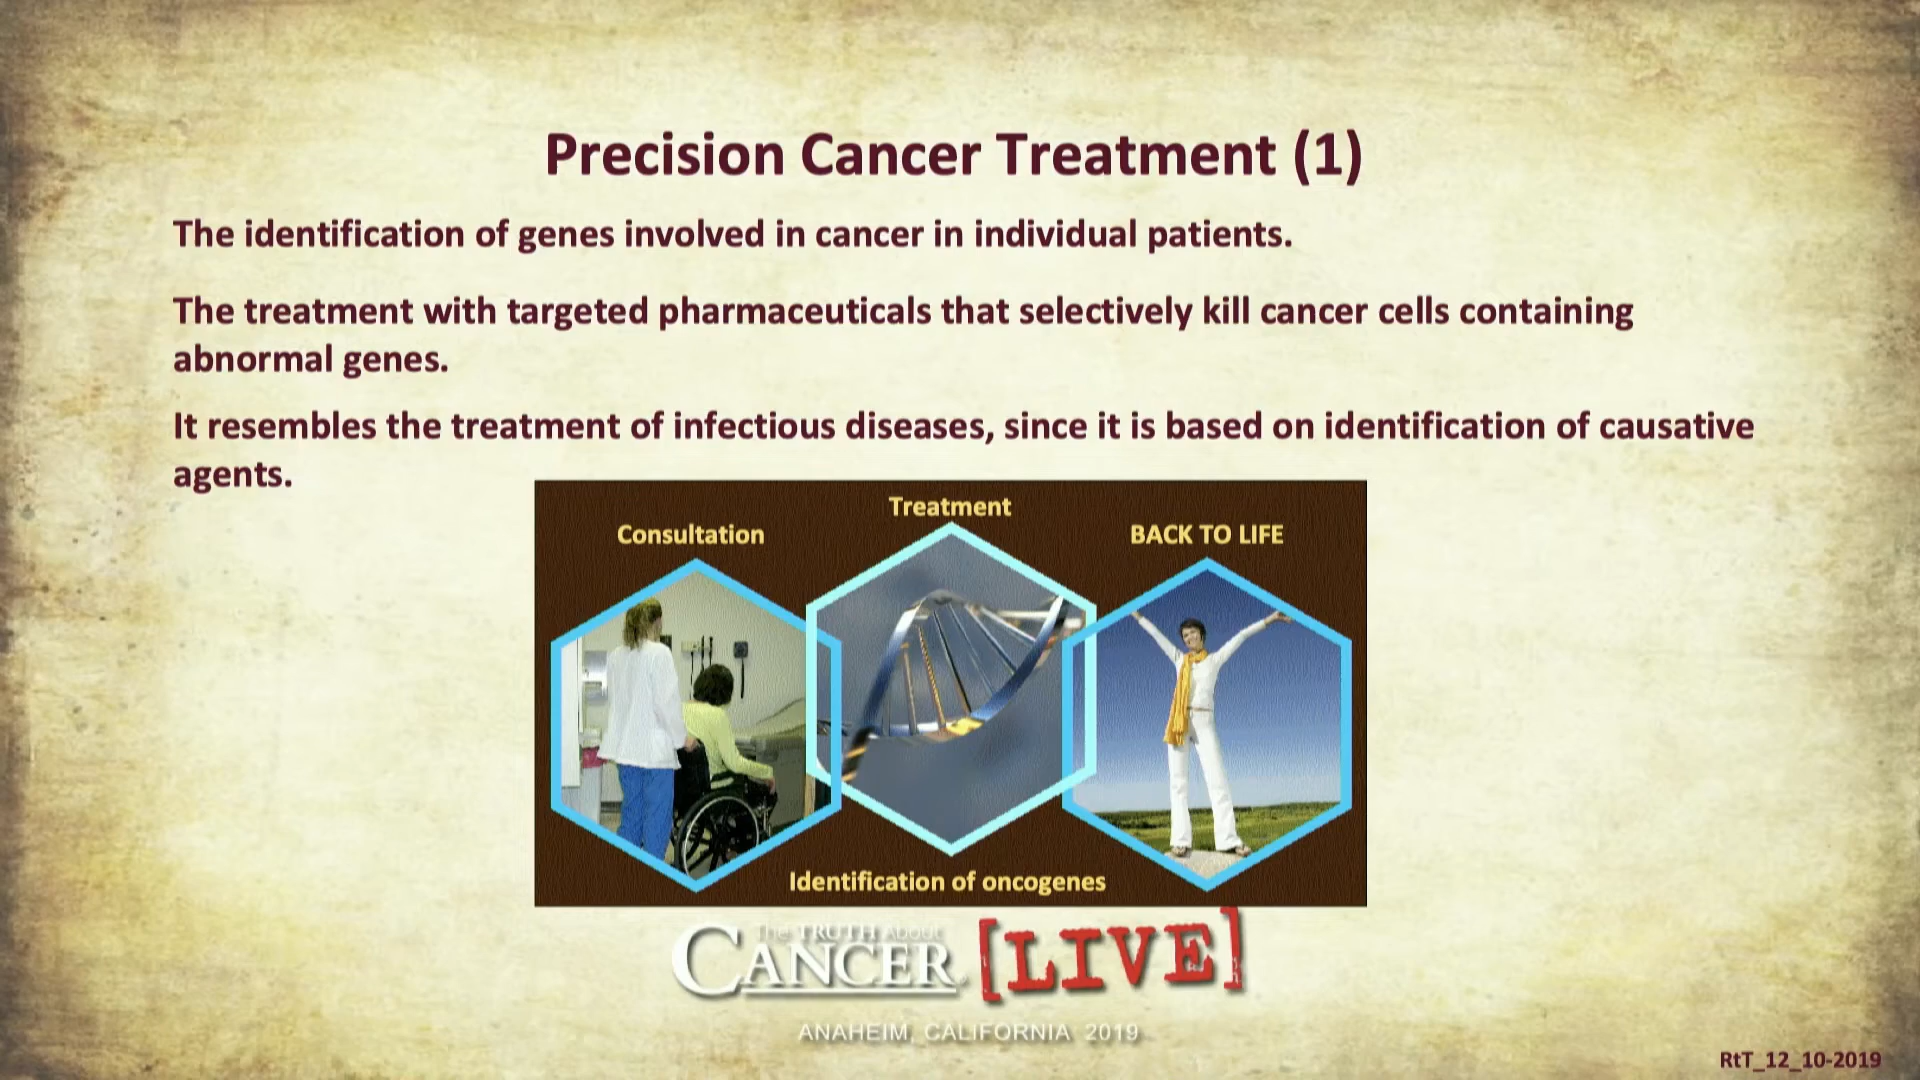 Precision Cancer Treatment (1)
The identification of genes involved in cancer in individual patients.
The treatment with targeted pharmaceuticals that selectively kill cancer cells containing
abnormal genes.
It resembles the treatment of infectious diseases, since it is based on identification of causative
agents.
Treatment
Consultation
BACK TO LIFE
Identification of oncogenes
The TRUTH About
CANCER [LIVE]
ANAHEIM, CALIFORNIA 2019
RtT_12_10-2019